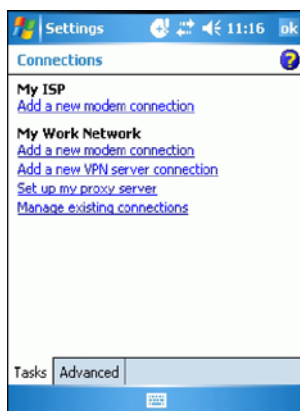 Settings 11:16 ok
Connections
My ISP
Add a new modem connection
My Work Network
Add a new modem connection
Add a new VPN server connection
Set up my proxy server
Manage existing connections
Tasks Advanced